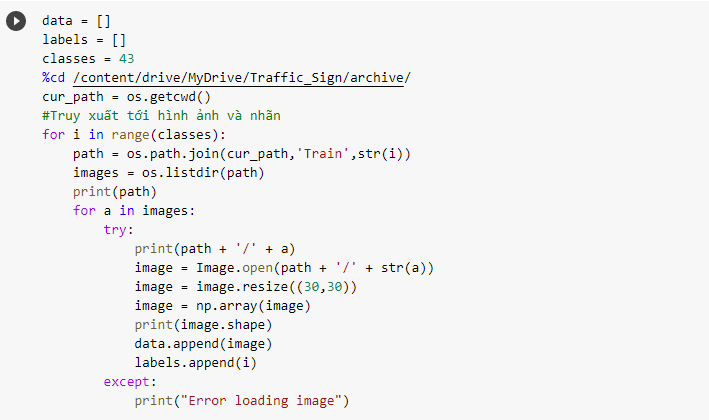 data = []
labels = []
classes = 43
%cd /content/drive/MyDrive/Traffic_Sign/archive/
cur_path = os.getcwd()
#Truy xuất tới hình ảnh và nhãn
for i in range(classes):
    path = os.path.join(cur_path,'Train',str(i))
    images = os.listdir(path)
    print(path)
    for a in images:
        try:
            print(path + '/' + a)
            image = Image.open(path + '/' + str(a))
            image = image.resize((30,30))
            image = np.array(image)
            print(image.shape)
            data.append(image)
            labels.append(i)
        except:
            print("Error loading image")